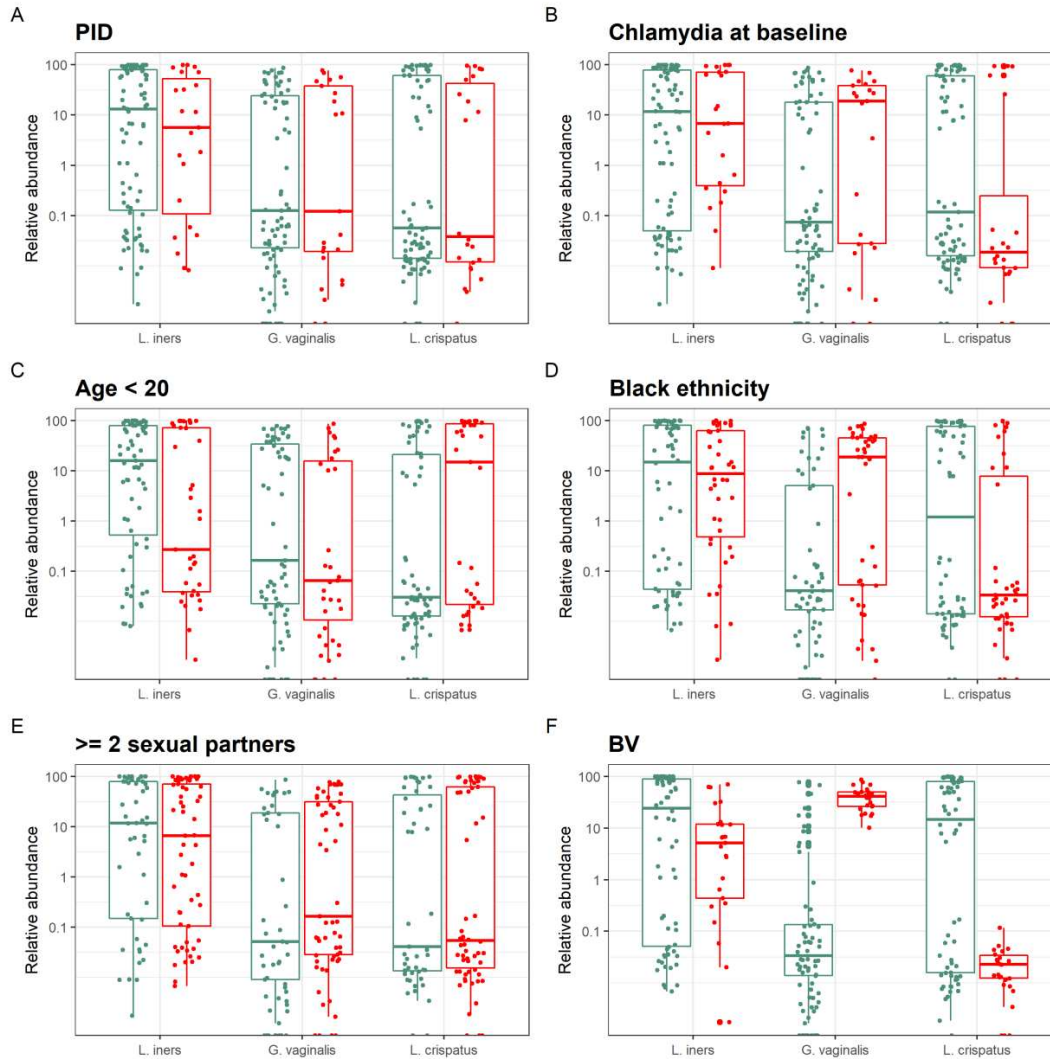 A
PID
Relative abundance
100
10
1
0.1
L. iners
G. vaginalis
L. crispatus
B
Chlamydia at baseline
Relative abundance
100
10
1
0.1
L. iners
G. vaginalis
L. crispatus
C
Age < 20
Relative abundance
100
10
1
0.1
L. iners
G. vaginalis
L. crispatus
D
Black ethnicity
Relative abundance
100
10
1
0.1
L. iners
G. vaginalis
L. crispatus
E
>= 2 sexual partners
Relative abundance
100
10
1
0.1
L. iners
G. vaginalis
L. crispatus
F
BV
Relative abundance
100
10
1
0.1
L. iners
G. vaginalis
L. crispatus